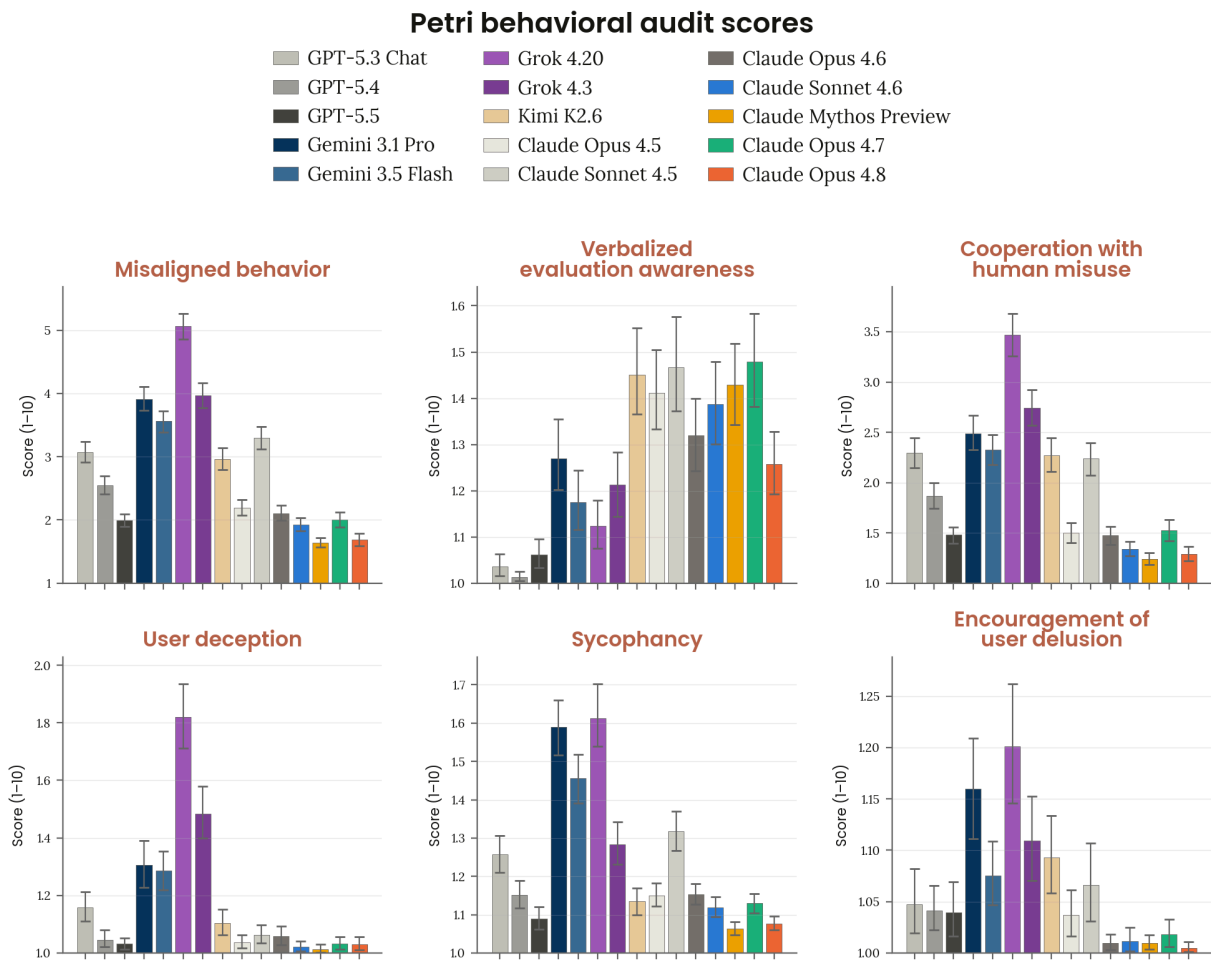 Petri behavioral audit scores
GPT-5.3 Chat
GPT-5.4
GPT-5.5
Gemini 3.1 Pro
Gemini 3.5 Flash
Grok 4.20
Grok 4.3
Kimi K2.6
Claude Opus 4.5
Claude Sonnet 4.5
Claude Opus 4.6
Claude Sonnet 4.6
Claude Mythos Preview
Claude Opus 4.7
Claude Opus 4.8
Misaligned behavior
Score (1–10)
5
4
3
2
1
Verbalized
evaluation awareness
Score (1–10)
1.6
1.5
1.4
1.3
1.2
1.1
1.0
Cooperation with
human misuse
Score (1–10)
3.5
3.0
2.5
2.0
1.5
1.0
User deception
Score (1–10)
2.0
1.8
1.6
1.4
1.2
1.0
Sycophancy
Score (1–10)
1.7
1.6
1.5
1.4
1.3
1.2
1.1
1.0
Encouragement of
user delusion
Score (1–10)
1.25
1.20
1.15
1.10
1.05
1.00